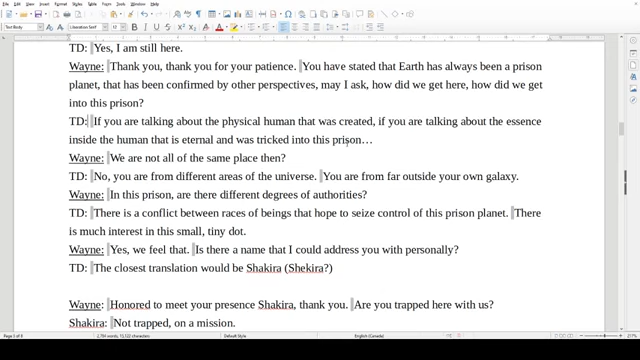 File Edit View Insert Format Styles Table Form Tools Window Help
Text Body Liberation Serif
TD: Yes, I am still here.
Wayne: Thank you, thank you for your patience. You have stated that Earth has always been a prison
planet, that has been confirmed by other perspectives, may I ask, how did we get here, how did we get
into this prison?
TD: If you are talking about the physical human that was created, if you are talking about the essence
inside the human that is eternal and was tricked into this prison…
Wayne: We are not all of the same place then?
TD: No, you are from different areas of the universe. You are from far outside your own galaxy.
Wayne: In this prison, are there different degrees of authorities?
TD: There is a conflict between races of beings that hope to seize control of this prison planet. There
is much interest in this small, tiny dot.
Wayne: Yes, we feel that. Is there a name that I could address you with personally?
TD: The closest translation would be Shakira (Shekira?)
Wayne: Honored to meet your presence Shakira, thank you. Are you trapped here with us?
Shakira: Not trapped, on a mission.
Default Style English (Canada)